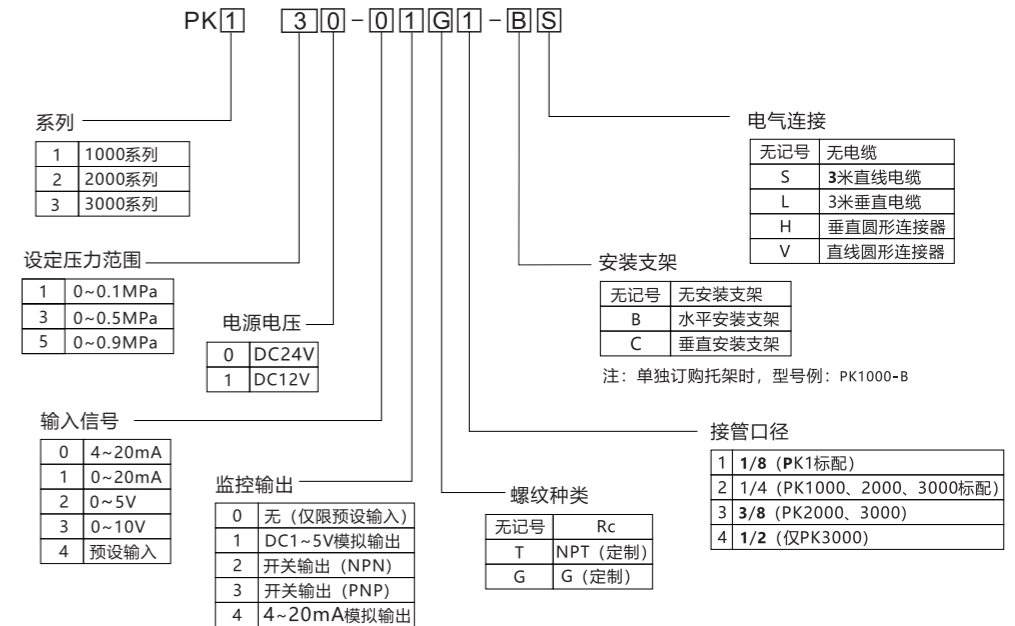 PK1 30-01G1-BS
系列
1 1000系列
2 2000系列
3 3000系列
设定压力范围
1 0~0.1MPa
3 0~0.5MPa
5 0~0.9MPa
电源电压
0 DC24V
1 DC12V
输入信号
0 4~20mA
1 0~20mA
2 0~5V
3 0~10V
4 预设输入
监控输出
0 无（仅限预设输入）
1 DC1~5V模拟输出
2 开关输出（NPN）
3 开关输出（PNP）
4 4~20mA模拟输出
螺纹种类
无记号 Rc
T NPT（定制）
G G（定制）
接管口径
1 1/8（PK1标配）
2 1/4（PK1000、2000、3000标配）
3 3/8（PK2000、3000）
4 1/2（仅PK3000）
安装支架
无记号 无安装支架
B 水平安装支架
C 垂直安装支架
注：单独订购托架时，型号例：PK1000-B
电气连接
无记号 无电缆
S 3米直线电缆
L 3米垂直电缆
H 垂直圆形连接器
V 直线圆形连接器